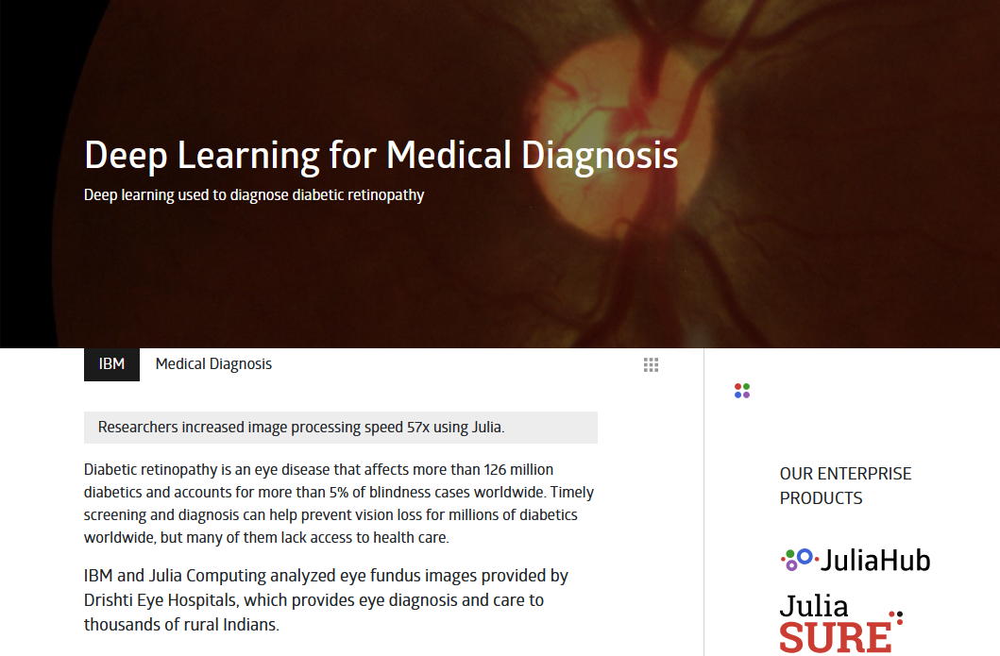 Deep Learning for Medical Diagnosis
Deep learning used to diagnose diabetic retinopathy
IBM
Medical Diagnosis
Researchers increased image processing speed 57x using Julia.
Diabetic retinopathy is an eye disease that affects more than 126 million
diabetics and accounts for more than 5% of blindness cases worldwide. Timely
screening and diagnosis can help prevent vision loss for millions of diabetics
worldwide, but many of them lack access to health care.
IBM and Julia Computing analyzed eye fundus images provided by
Drishti Eye Hospitals, which provides eye diagnosis and care to
thousands of rural Indians.
OUR ENTERPRISE
PRODUCTS
JuliaHub
Julia
SURE